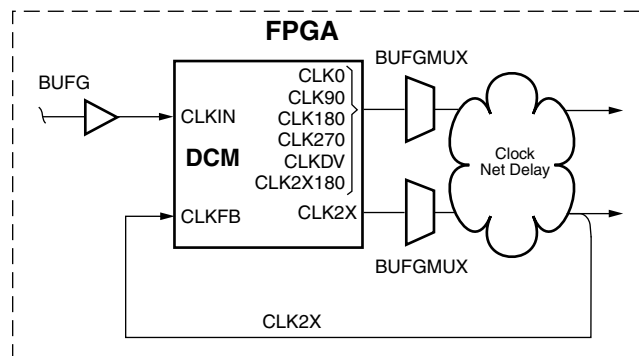 FPGA
BUFG
BUFGMUX
CLK0
CLK90
CLK180
CLK270
CLKDV
CLK2X180
CLK2X
CLKIN
DCM
CLKFB
Clock
Net Delay
BUFGMUX
CLK2X